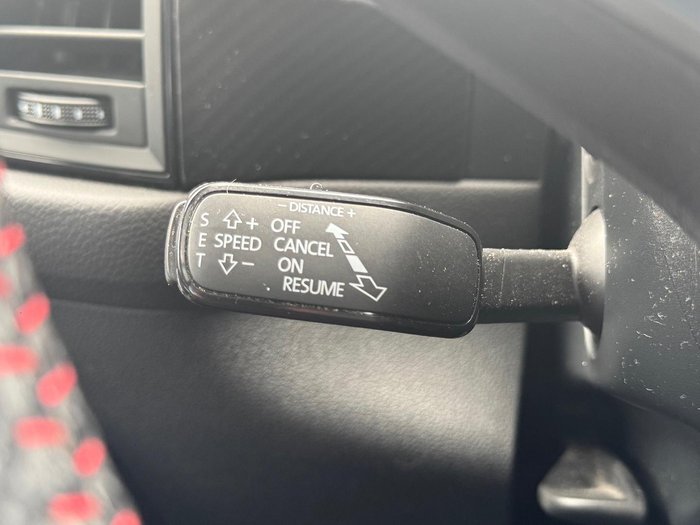 - DISTANCE +
S + OFF
E SPEED CANCEL
T - ON
RESUME